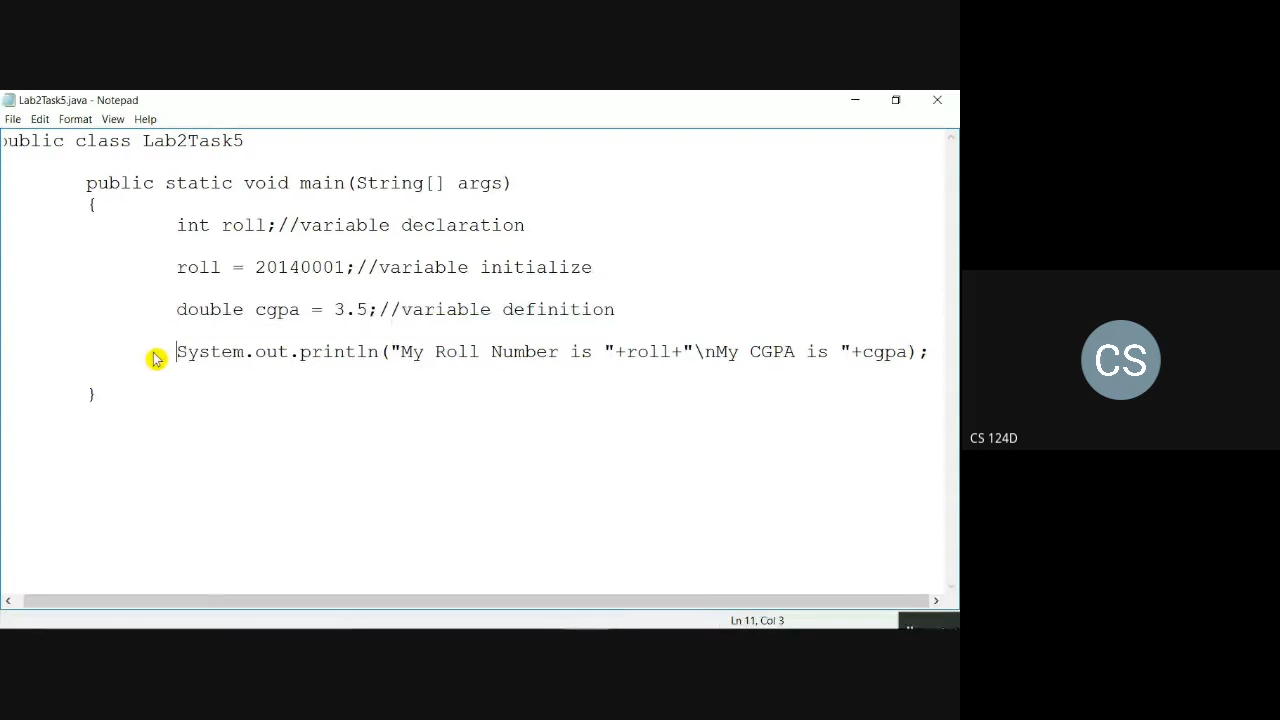 Lab2Task5.java - Notepad
File Edit Format View Help
public class Lab2Task5
public static void main(String[] args)
{
int roll;//variable declaration
roll = 20140001;//variable initialize
double cgpa = 3.5;//variable definition
System.out.println("My Roll Number is "+roll+"\nMy CGPA is "+cgpa);
}
Ln 11, Col 3
CS
CS 124D